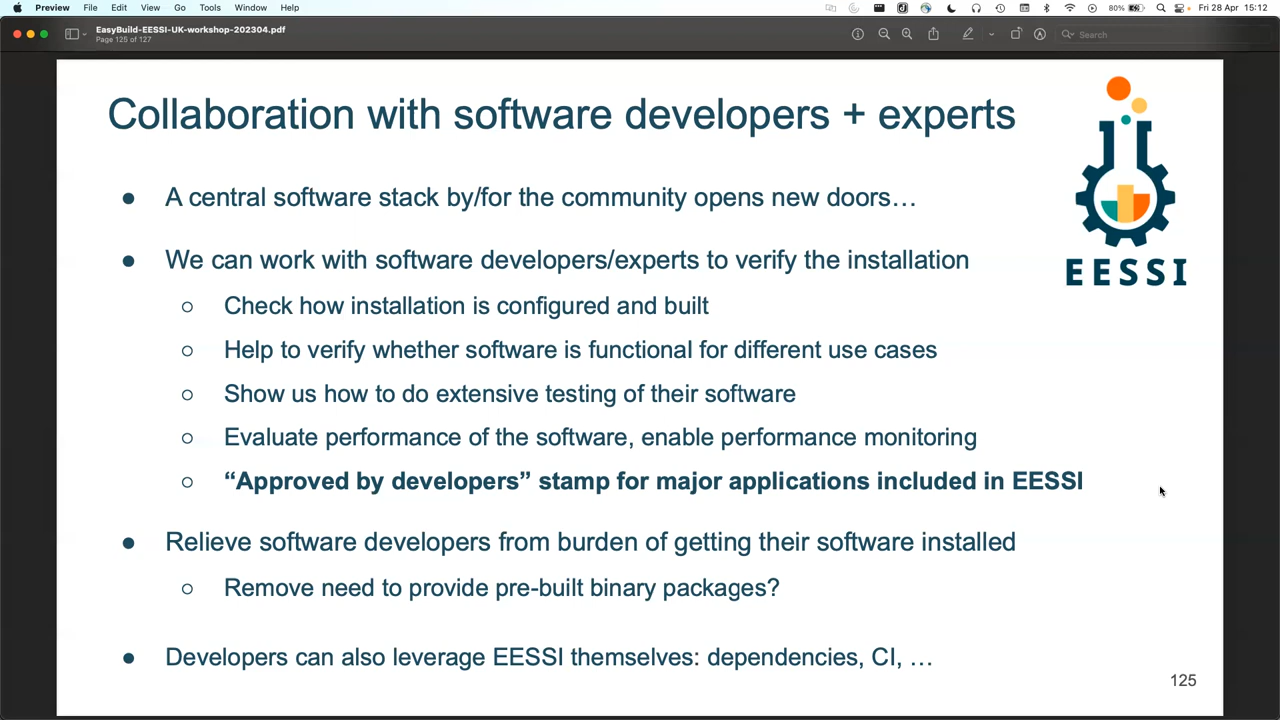 Preview File Edit View Go Tools Window Help 80% Fri 28 Apr 15:12
EasyBuild-EESSI-UK-workshop-202304.pdf
Page 125 of 127
Search
Collaboration with software developers + experts
● A central software stack by/for the community opens new doors…
● We can work with software developers/experts to verify the installation
○ Check how installation is configured and built
○ Help to verify whether software is functional for different use cases
○ Show us how to do extensive testing of their software
○ Evaluate performance of the software, enable performance monitoring
○ “Approved by developers” stamp for major applications included in EESSI
● Relieve software developers from burden of getting their software installed
○ Remove need to provide pre-built binary packages?
● Developers can also leverage EESSI themselves: dependencies, CI, …
EESSI
125